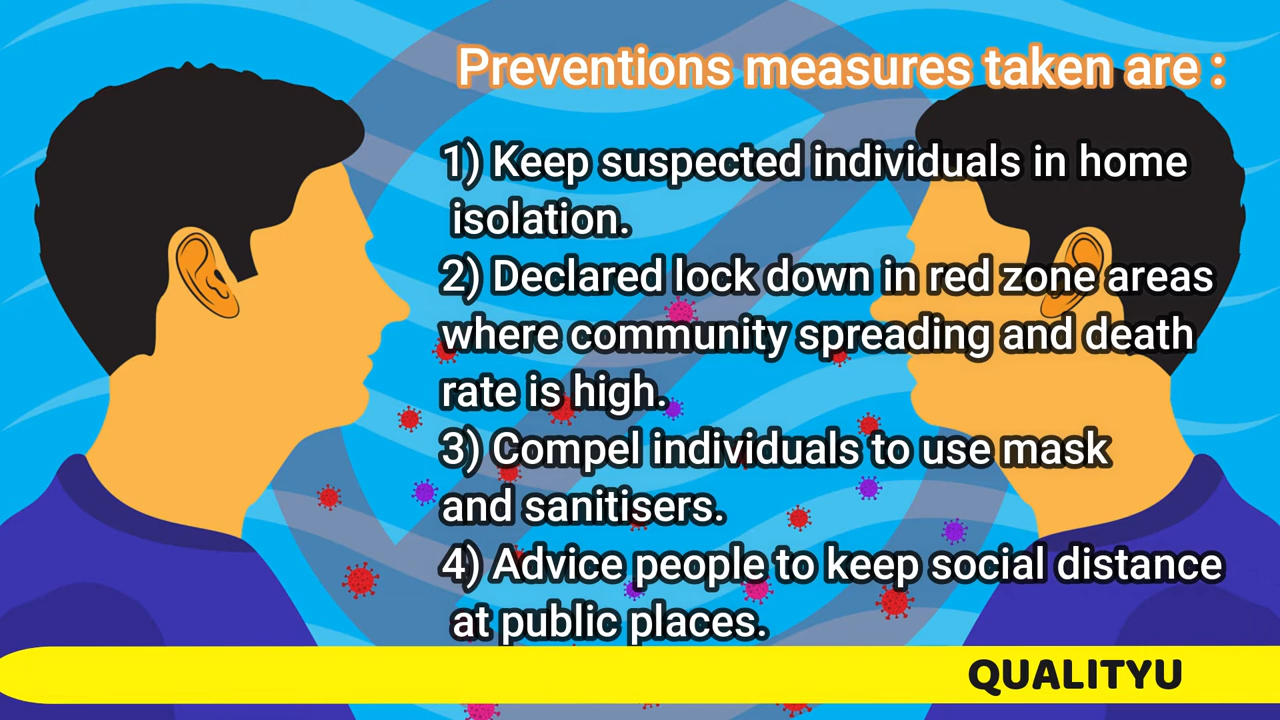 Preventions measures taken are :
1) Keep suspected individuals in home
isolation.
2) Declared lock down in red zone areas
where community spreading and death
rate is high.
3) Compel individuals to use mask
and sanitisers.
4) Advice people to keep social distance
at public places.
QUALITYU